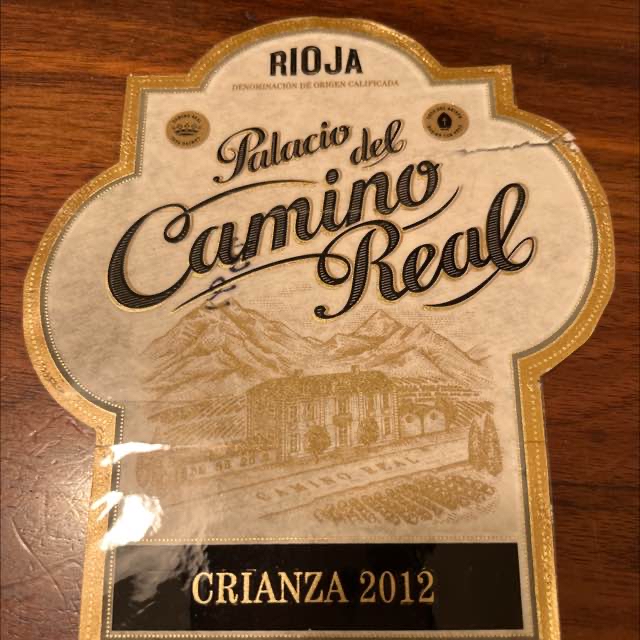 RIOJA
DENOMINACIÓN DE ORIGEN CALIFICADA
Palacio del
Camino
Real
CAMINO REAL
CRIANZA 2012